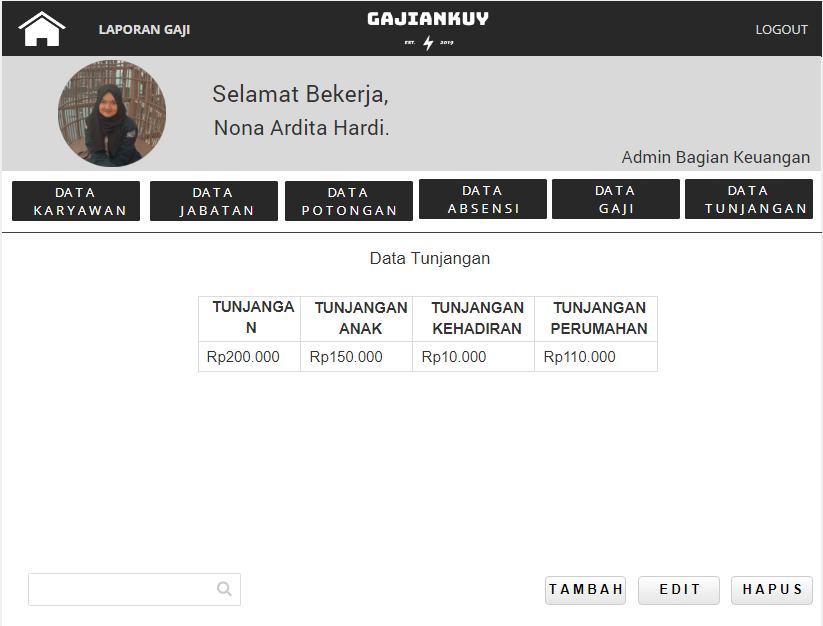 LAPORAN GAJI
GAJIANKUY
EST. 2019
LOGOUT
Selamat Bekerja,
Nona Ardita Hardi.
Admin Bagian Keuangan
DATA
KARYAWAN
DATA
JABATAN
DATA
POTONGAN
DATA
ABSENSI
DATA
GAJI
DATA
TUNJANGAN
Data Tunjangan
TUNJANGA
N
TUNJANGAN
ANAK
TUNJANGAN
KEHADIRAN
TUNJANGAN
PERUMAHAN
Rp200.000
Rp150.000
Rp10.000
Rp110.000
TAMBAH
EDIT
HAPUS